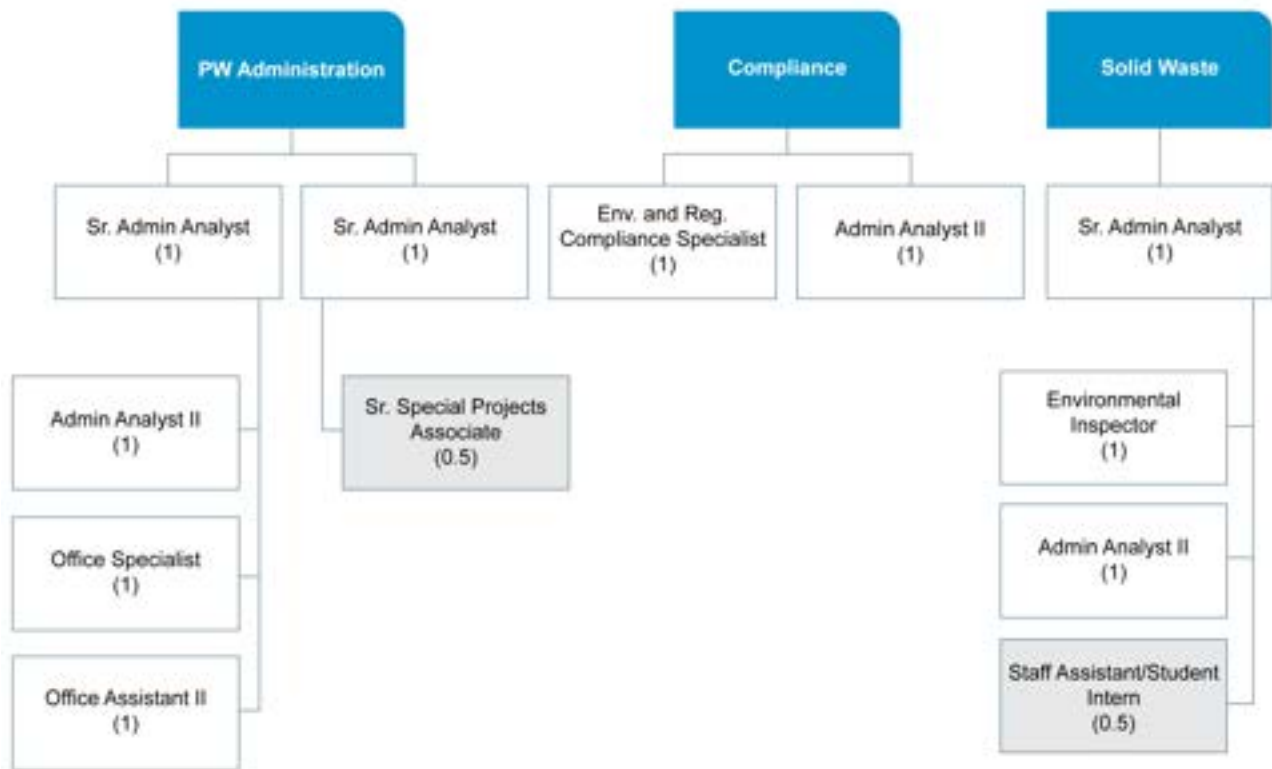 PW Administration
Compliance
Solid Waste
Sr. Admin Analyst
(1)
Sr. Admin Analyst
(1)
Env. and Reg.
Compliance Specialist
(1)
Admin Analyst II
(1)
Sr. Admin Analyst
(1)
Admin Analyst II
(1)
Sr. Special Projects
Associate
(0.5)
Environmental
Inspector
(1)
Office Specialist
(1)
Admin Analyst II
(1)
Office Assistant II
(1)
Staff Assistant/Student
Intern
(0.5)